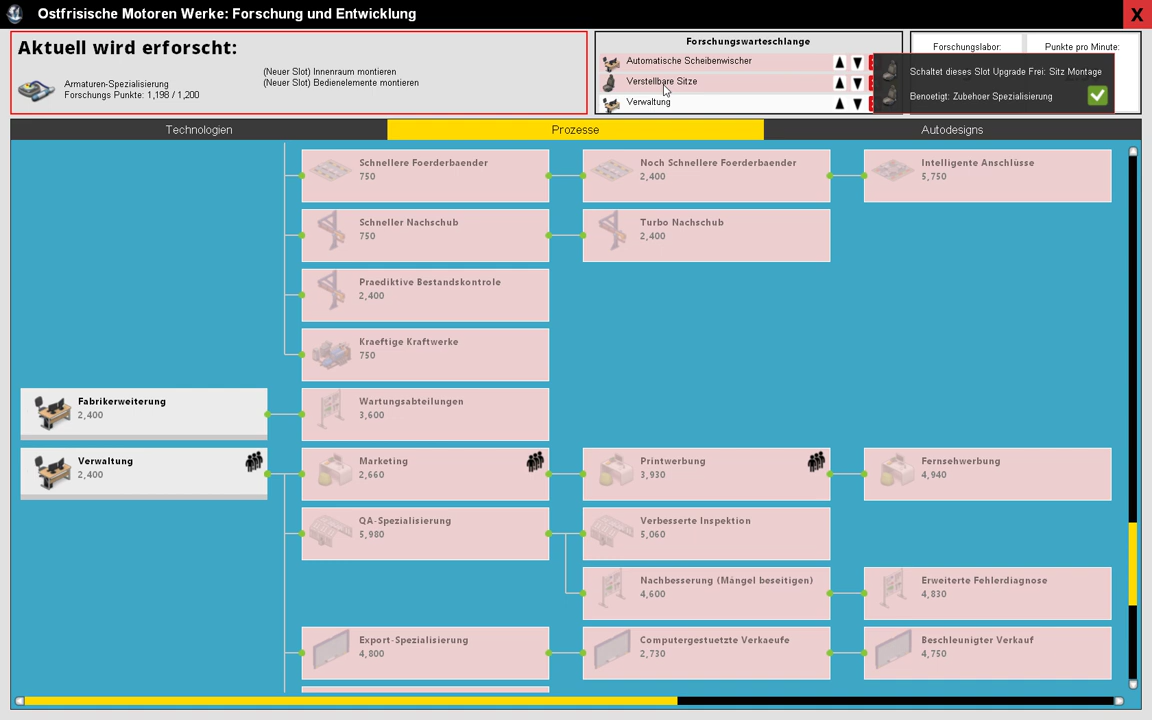 Ostfrisische Motoren Werke: Forschung und Entwicklung
X
Aktuell wird erforscht:
Armaturen-Spezialisierung
Forschungs Punkte: 1,198 / 1,200
(Neuer Slot) Innenraum montieren
(Neuer Slot) Bedienelemente montieren
Forschungswarteschlange
Automatische Scheibenwischer
Verstellbare Sitze
Verwaltung
Forschungslabor:
Punkte pro Minute:
Schaltet dieses Slot Upgrade Frei: Sitz Montage
Benoetigt: Zubehoer Spezialisierung
Technologien
Prozesse
Autodesigns
Schnellere Foerderbaender
750
Noch Schnellere Foerderbaender
2,400
Intelligente Anschlüsse
5,750
Schneller Nachschub
750
Turbo Nachschub
2,400
Praediktive Bestandskontrole
2,400
Kraeftige Kraftwerke
750
Fabrikerweiterung
2,400
Wartungsabteilungen
3,600
Verwaltung
2,400
Marketing
2,660
Printwerbung
3,930
Fernsehwerbung
4,940
QA-Spezialisierung
5,980
Verbesserte Inspektion
5,060
Nachbesserung (Mängel beseitigen)
4,600
Erweiterte Fehlerdiagnose
4,830
Export-Spezialisierung
4,800
Computergestuetzte Verkaeufe
2,730
Beschleunigter Verkauf
4,750